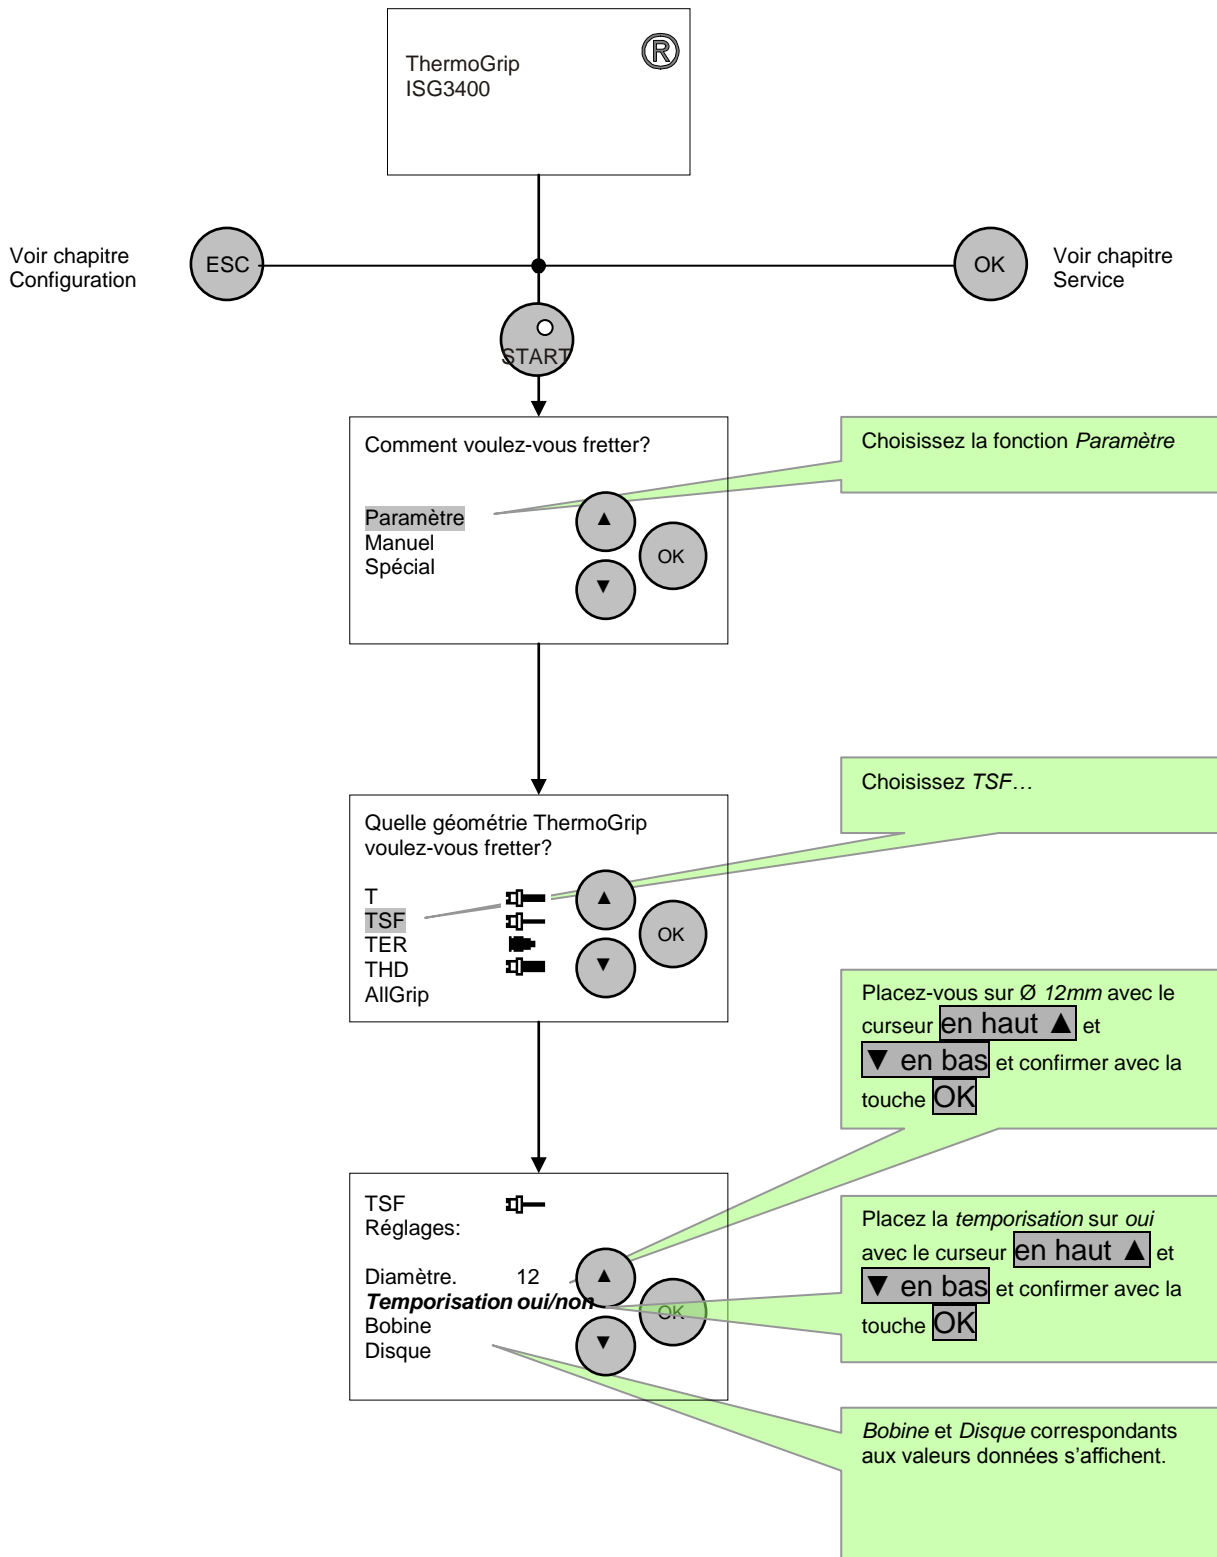 ThermoGrip ®
ISG3400
Voir chapitre
Configuration
ESC
OK
Voir chapitre
Service
START
Comment voulez-vous fretter?
Paramètre
Manuel
Spécial
▲
OK
▼
Choisissez la fonction Paramètre
Quelle géométrie ThermoGrip
voulez-vous fretter?
T
TSF
TER
THD
AllGrip
▲
OK
▼
Choisissez TSF…
Placez-vous sur Ø 12mm avec le
curseur en haut ▲ et
▼ en bas et confirmer avec la
touche OK
TSF
Réglages:
Diamètre. 12
Temporisation oui/non
Bobine
Disque
▲
OK
▼
Placez la temporisation sur oui
avec le curseur en haut ▲ et
▼ en bas et confirmer avec la
touche OK
Bobine et Disque correspondants
aux valeurs données s’affichent.